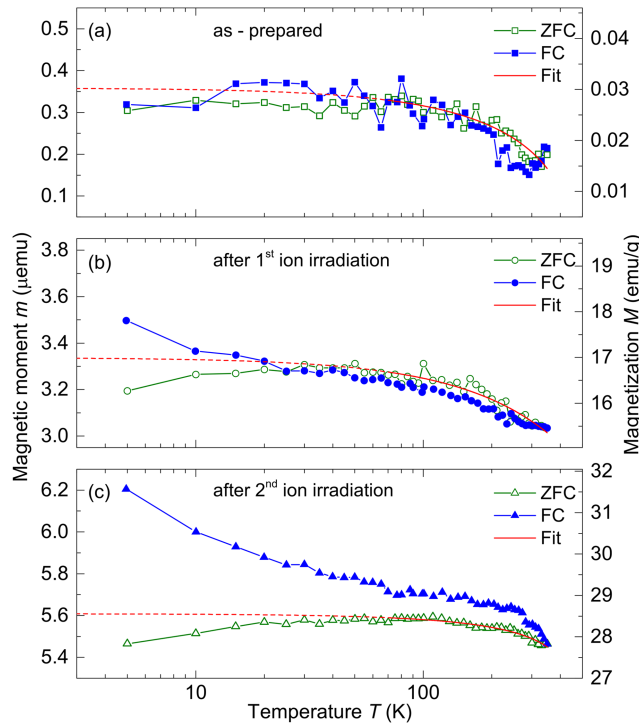 (a)
as - prepared
ZFC
FC
Fit
0.5
0.4
0.3
0.2
0.1
0.04
0.03
0.02
0.01
(b)
after 1st ion irradiation
ZFC
FC
Fit
3.8
3.6
3.4
3.2
3.0
19
18
17
16
Magnetic moment m (μemu)
Magnetization M (emu/g)
(c)
after 2nd ion irradiation
ZFC
FC
Fit
6.2
6.0
5.8
5.6
5.4
32
31
30
29
28
27
10
100
Temperature T (K)